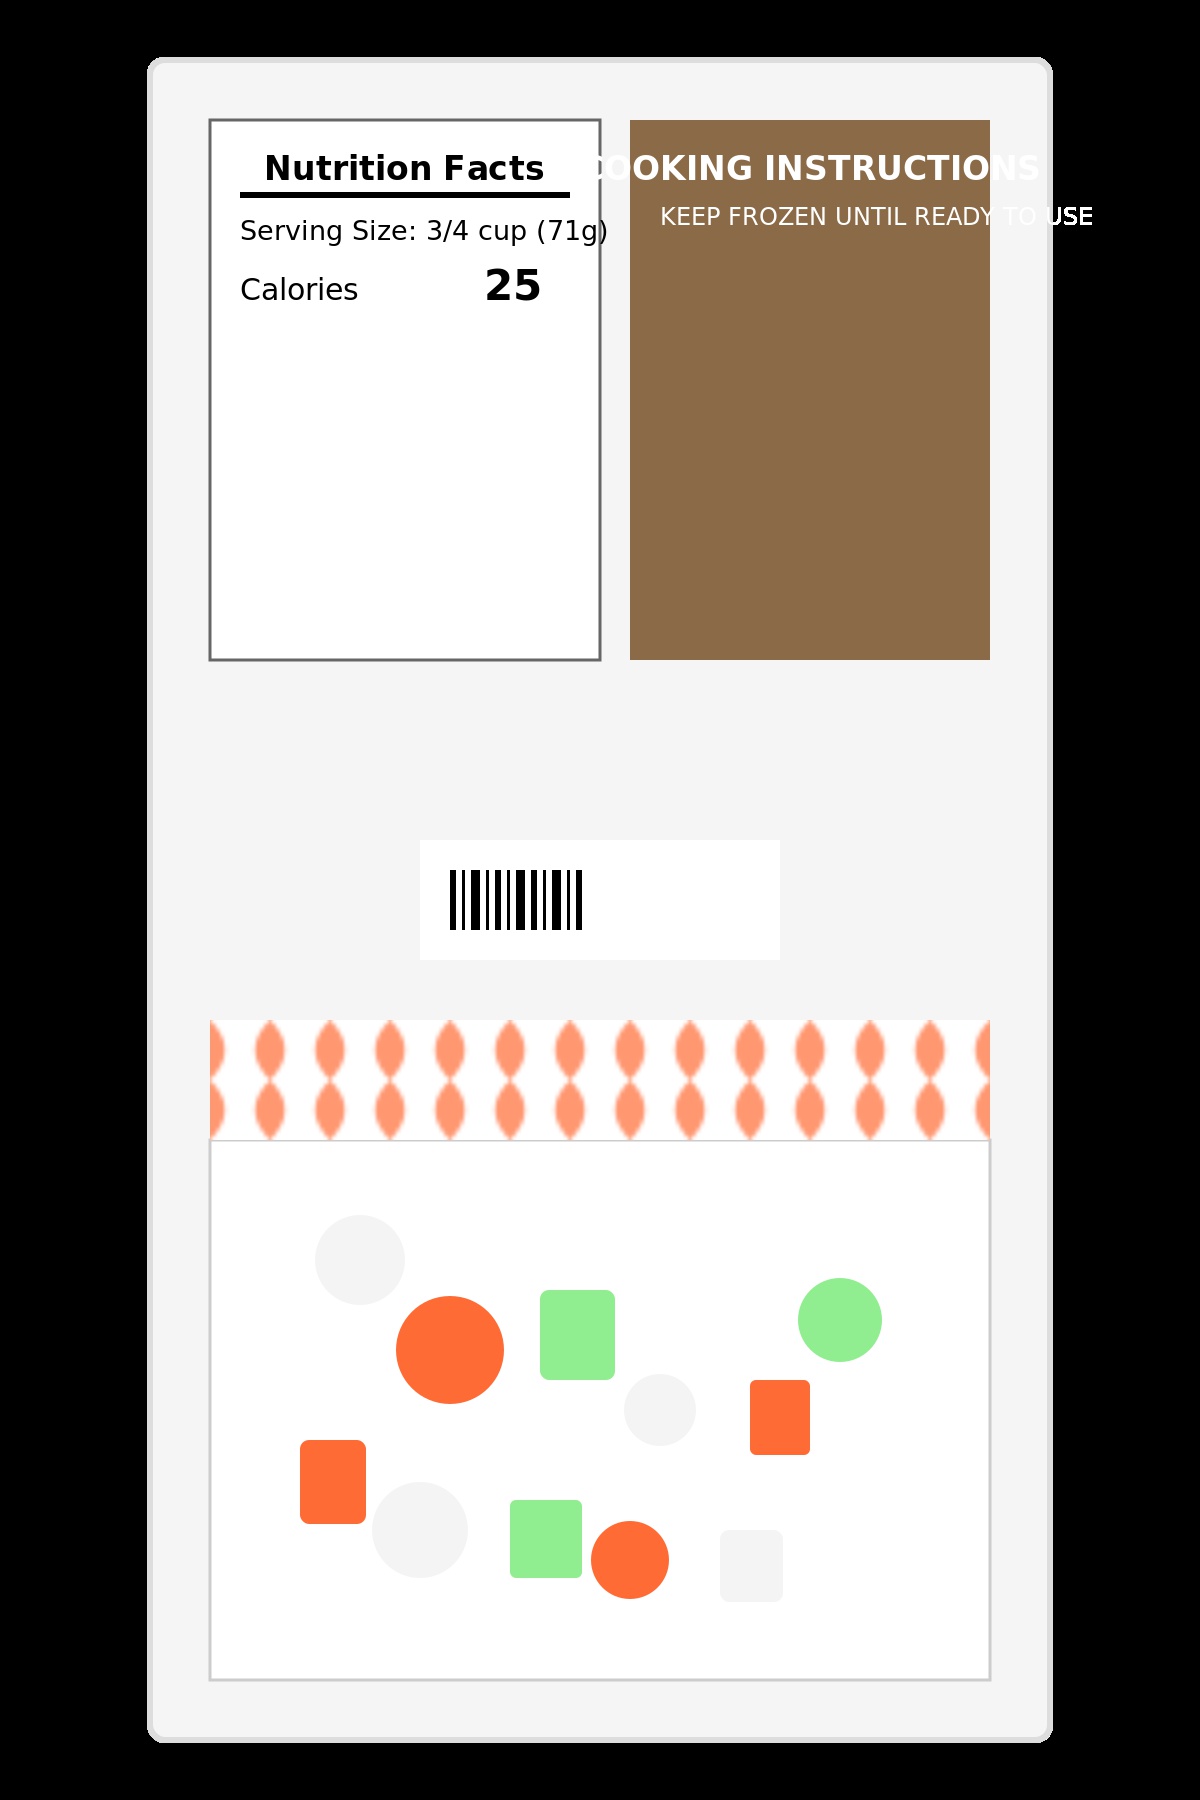 Nutrition Facts
Serving Size: 3/4 cup (71g)
Calories 25
COOKING INSTRUCTIONS
KEEP FROZEN UNTIL READY TO USE